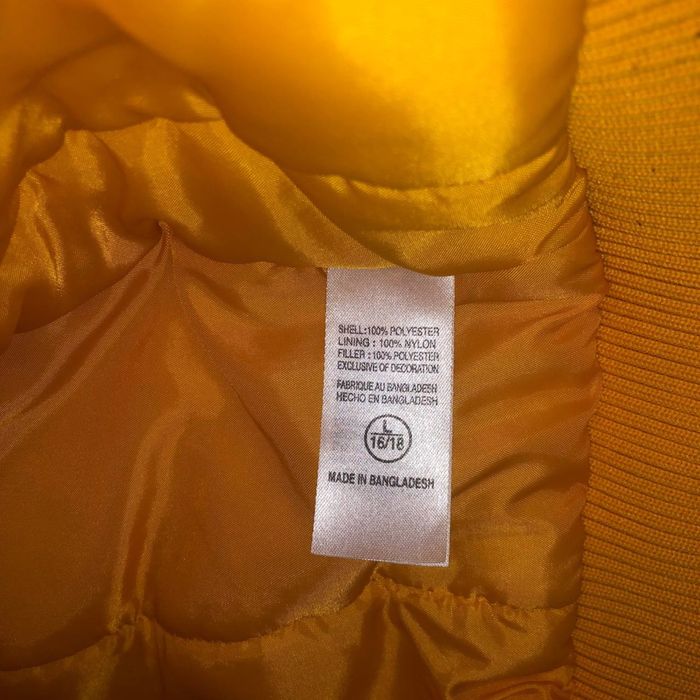 SHELL:100% POLYESTER
LINING : 100% NYLON
FILLER : 100% POLYESTER
EXCLUSIVE OF DECORATION
FABRIQUE AU BANGLADESH
HECHO EN BANGLADESH
L
16/18
MADE IN BANGLADESH